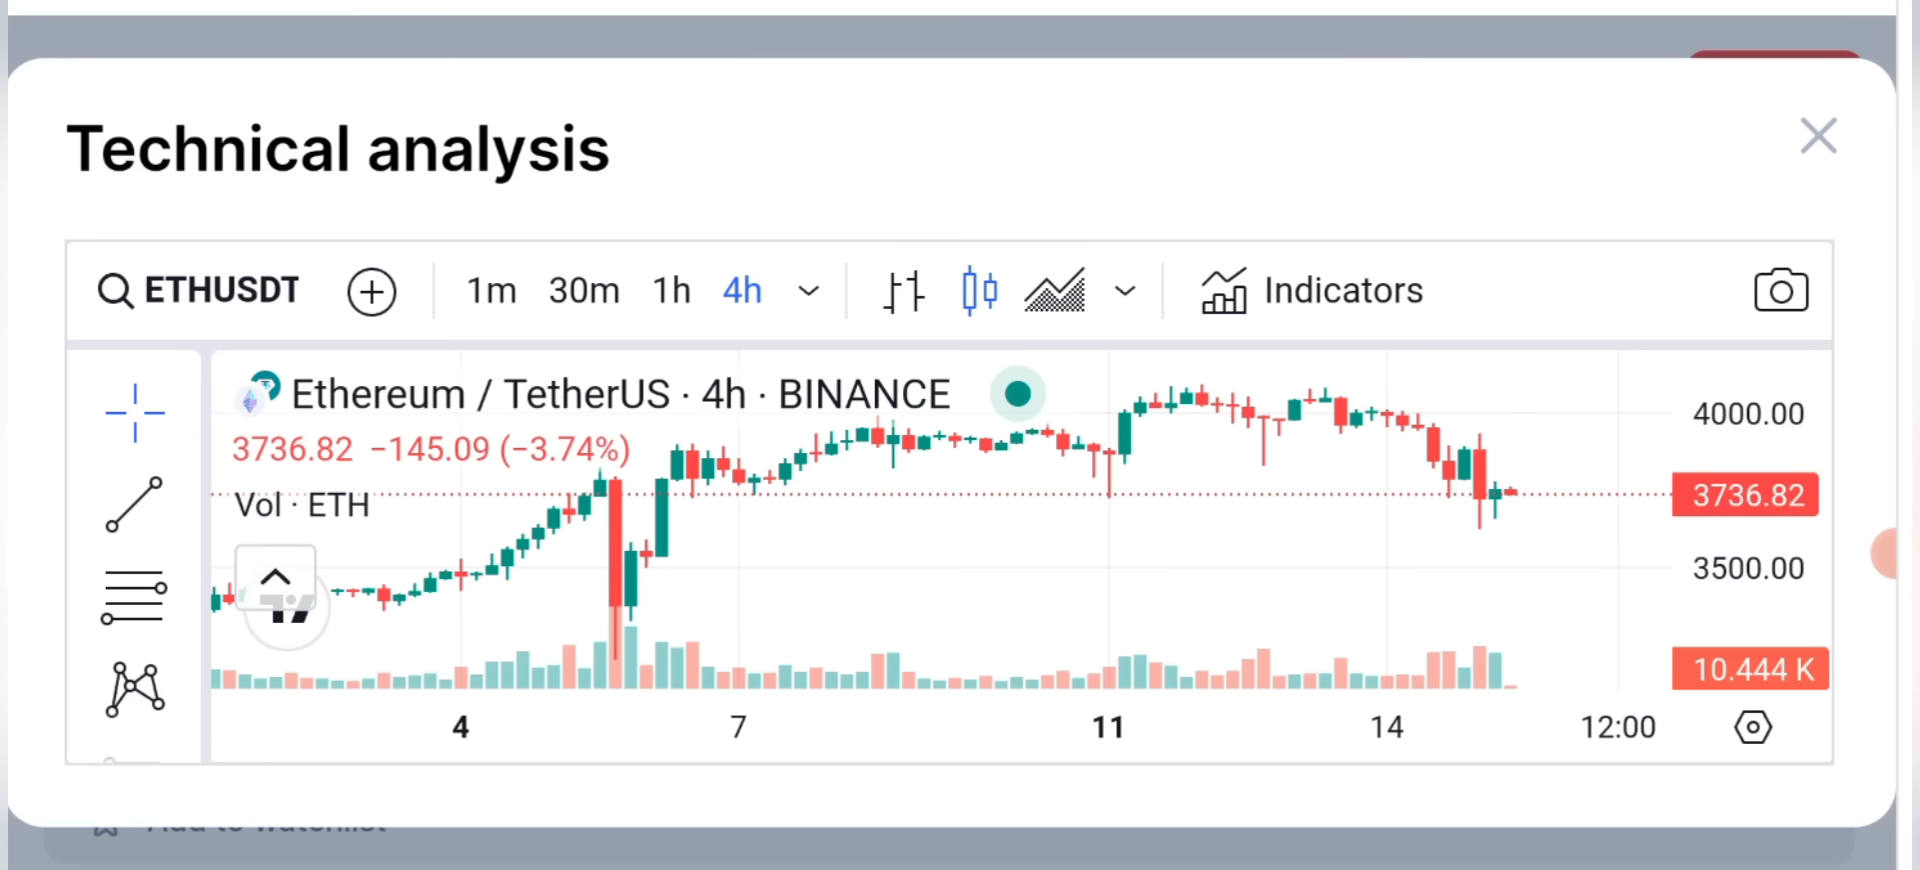 Technical analysis
ETHUSDT 1m 30m 1h 4h Indicators
Ethereum / TetherUS · 4h · BINANCE
3736.82 −145.09 (−3.74%)
Vol · ETH
4000.00
3736.82
3500.00
10.444 K
4 7 11 14 12:00